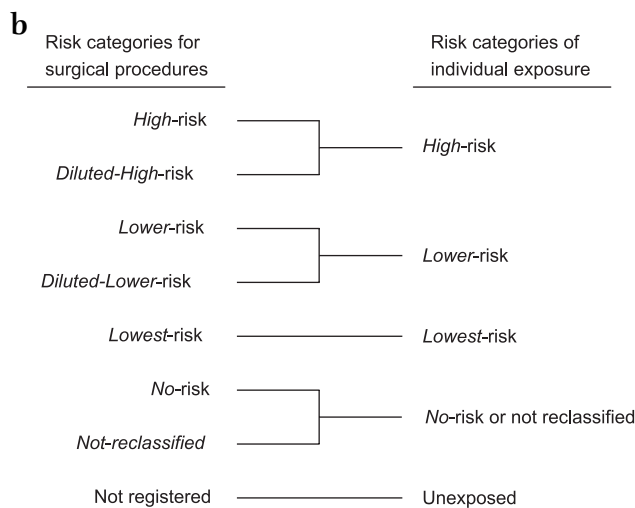 b
Risk categories for
surgical procedures
Risk categories of
individual exposure
High-risk
Diluted-High-risk
High-risk
Lower-risk
Diluted-Lower-risk
Lower-risk
Lowest-risk
Lowest-risk
No-risk
Not-reclassified
No-risk or not reclassified
Not registered
Unexposed